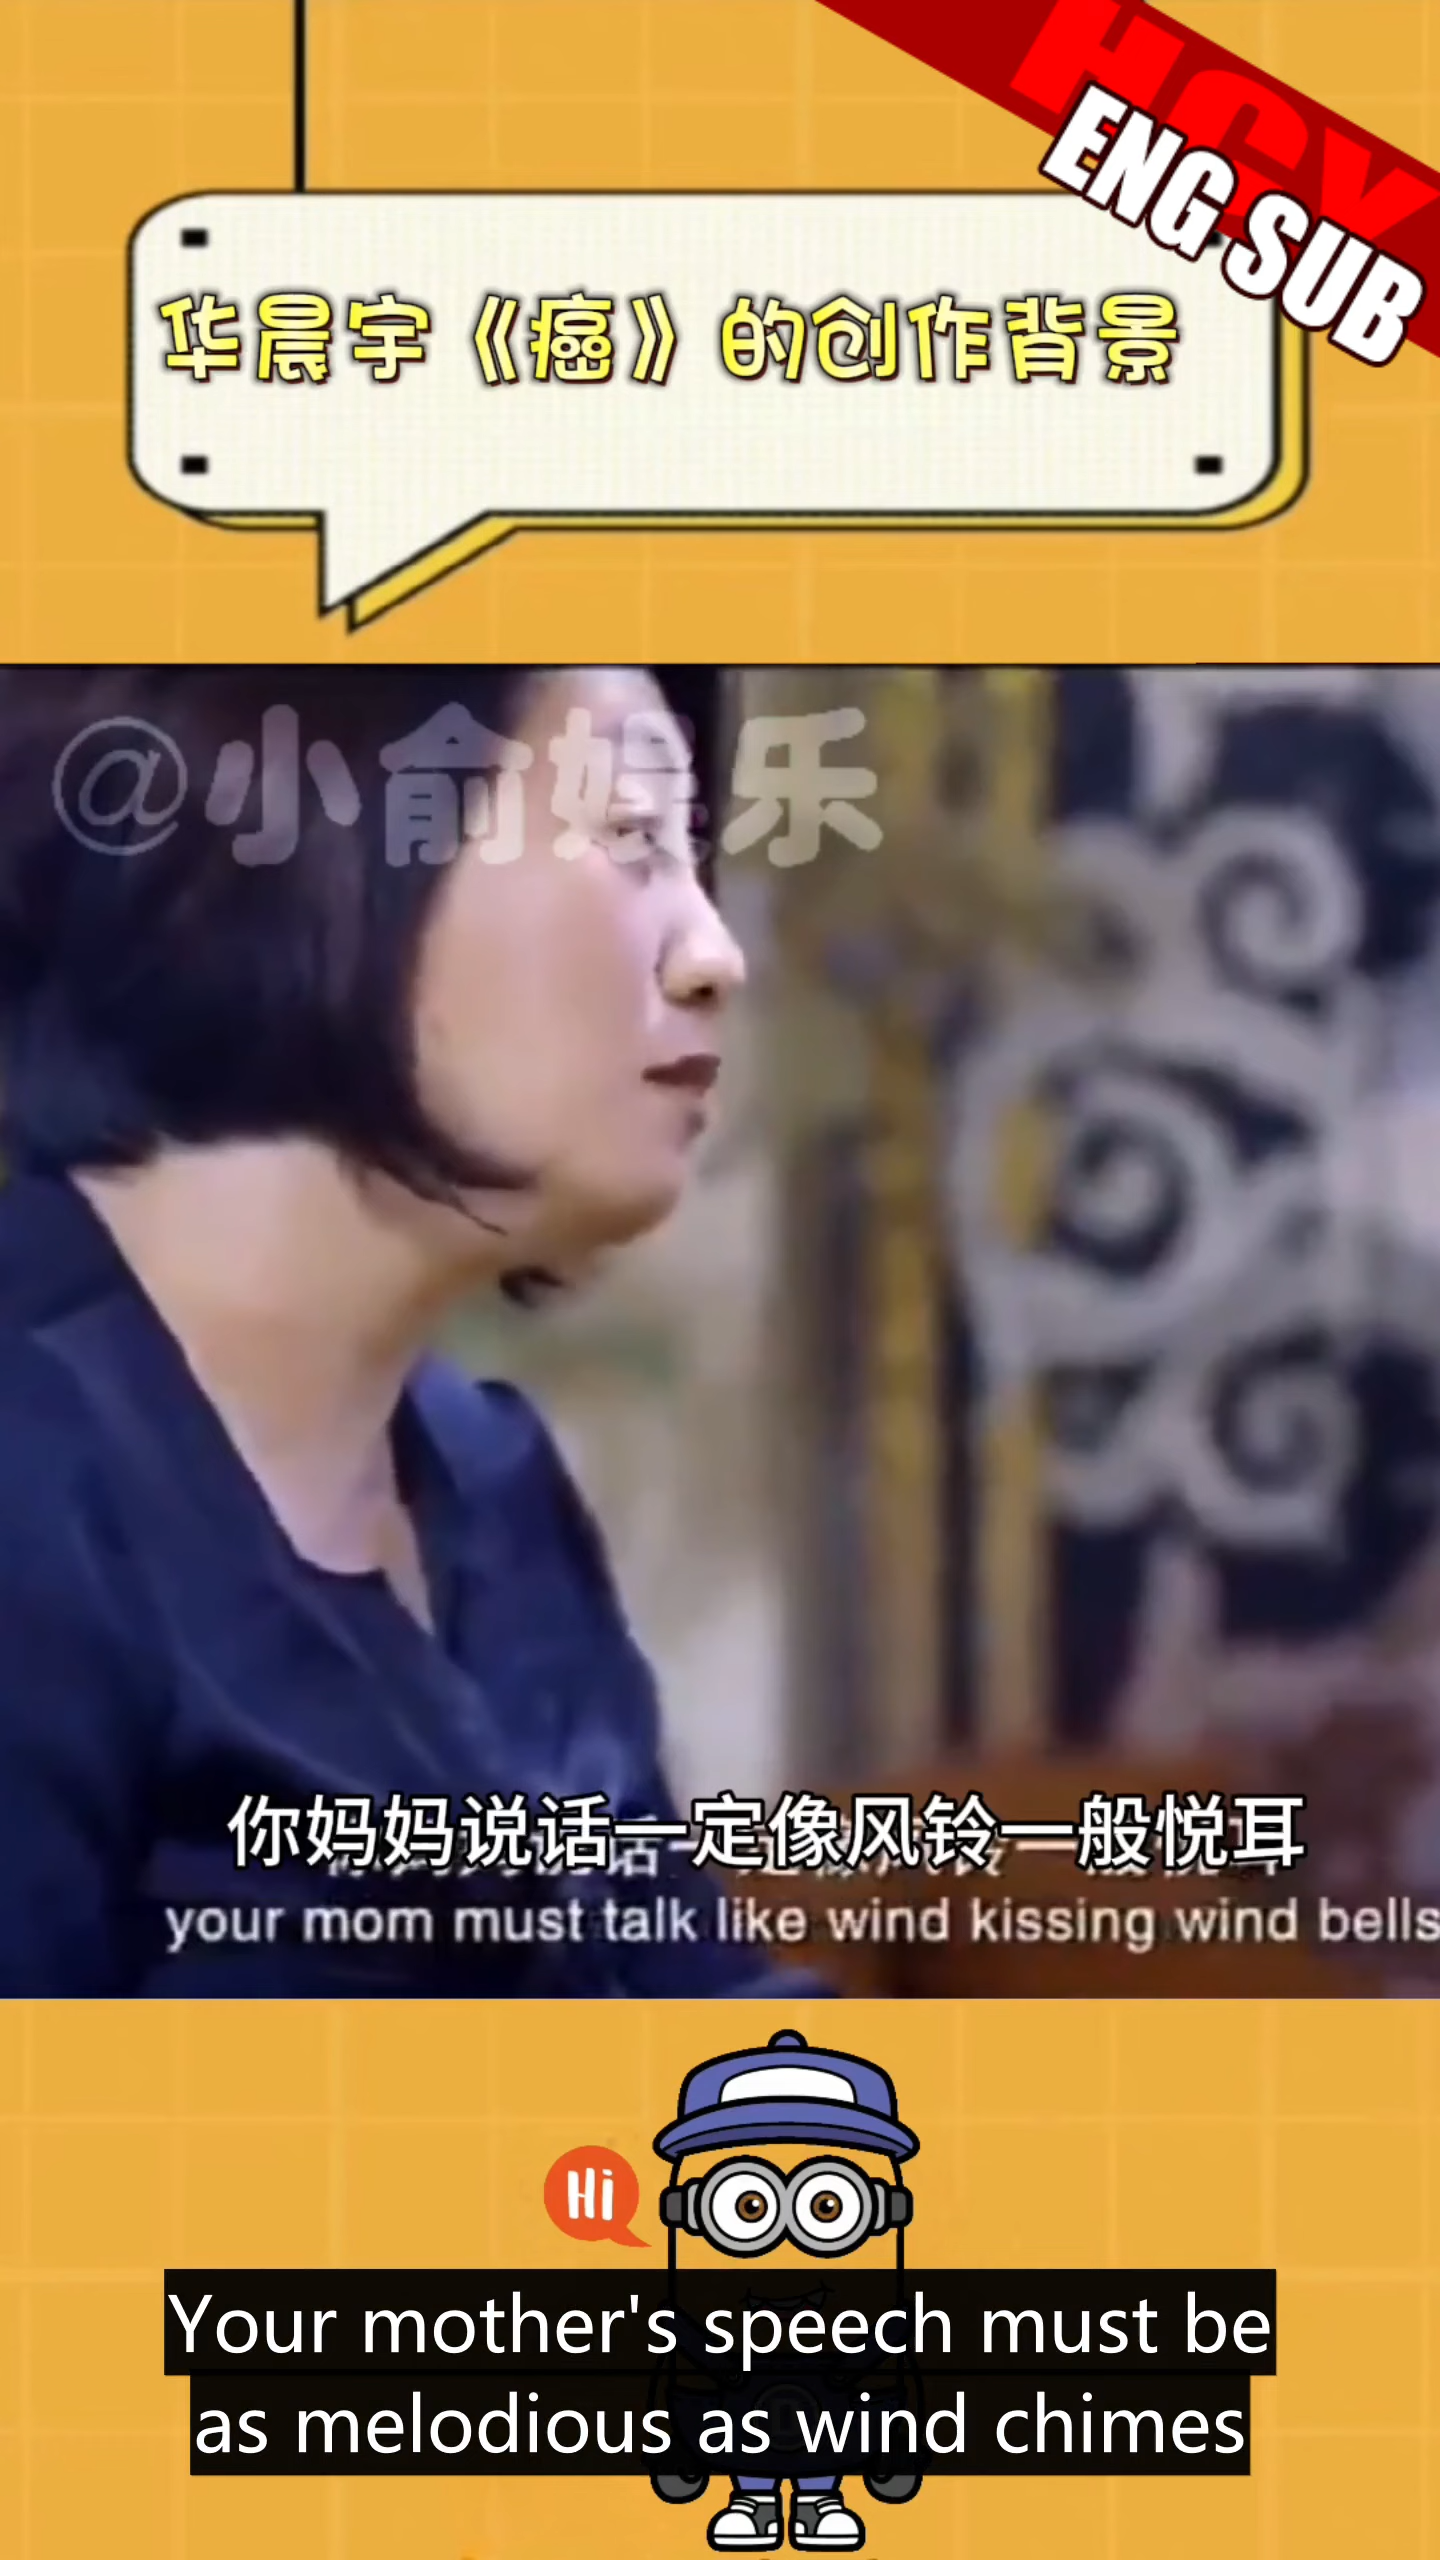 HCY
ENG SUB
华晨宇《癌》的创作背景
@小俞娱乐
你妈妈说话一定像风铃一般悦耳
your mom must talk like wind kissing wind bells
Hi
Your mother's speech must be
as melodious as wind chimes